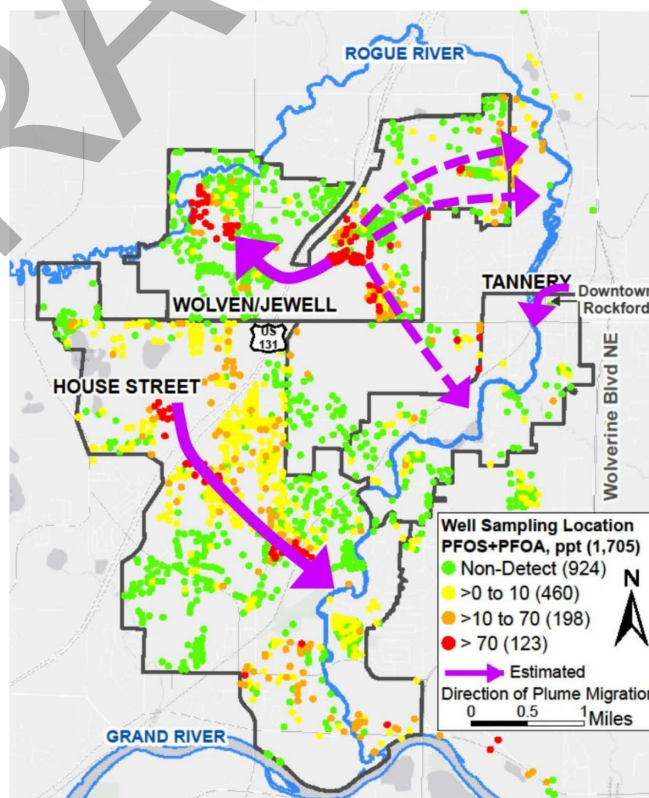 ROGUE RIVER
TANNERY
Downtown
Rockford
WOLVEN/JEWELL
US
131
HOUSE STREET
Wolverine Blvd NE
Well Sampling Location
PFOS+PFOA, ppt (1,705)
Non-Detect (924)
>0 to 10 (460)
>10 to 70 (198)
> 70 (123)
N
Estimated
Direction of Plume Migration
0 0.5 1
Miles
GRAND RIVER